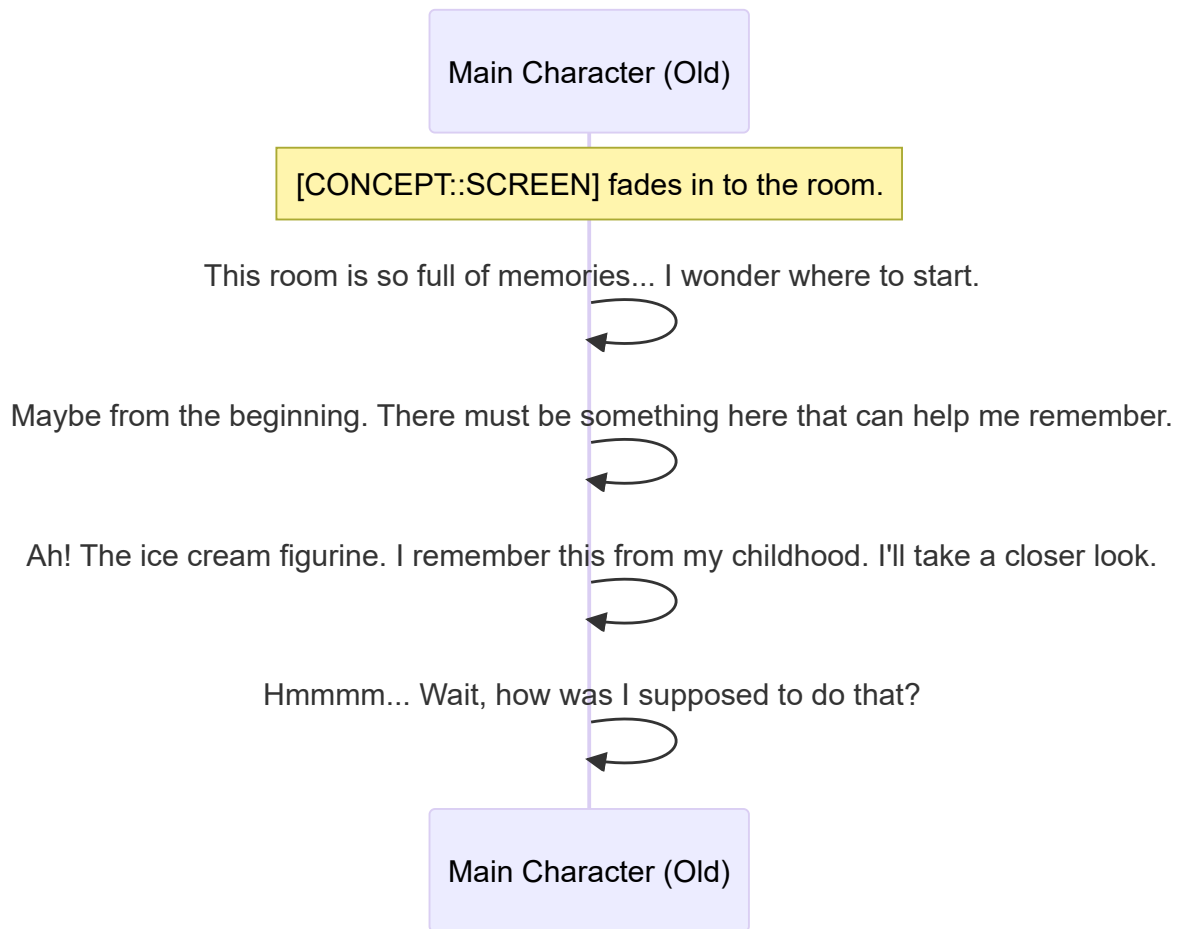 Main Character (Old)
[CONCEPT::SCREEN] fades in to the room.
This room is so full of memories... I wonder where to start.
Maybe from the beginning. There must be something here that can help me remember.
Ah! The ice cream figurine. I remember this from my childhood. I'll take a closer look.
Hmmmm... Wait, how was I supposed to do that?
Main Character (Old)